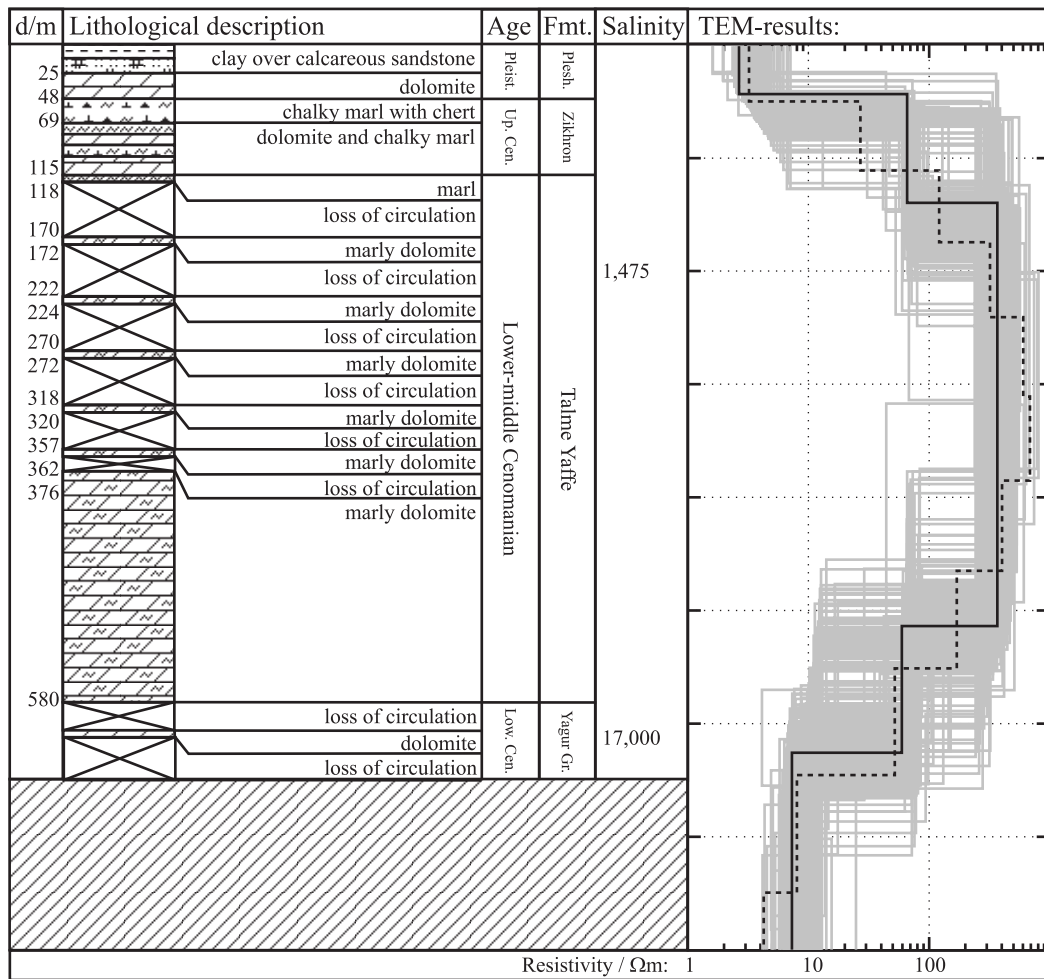 d/m Lithological description Age Fmt. Salinity TEM-results:
clay over calcareous sandstone
25
dolomite
48
Pleist.
Plesh.
chalky marl with chert
69
dolomite and chalky marl
115
Up. Cen.
Zikhron
118
marl
loss of circulation
170
172
marly dolomite
loss of circulation
1,475
222
224
marly dolomite
loss of circulation
270
272
marly dolomite
loss of circulation
318
320
marly dolomite
loss of circulation
357
362
marly dolomite
loss of circulation
376
marly dolomite
Lower-middle Cenomanian
Talme Yaffe
580
loss of circulation
dolomite
17,000
loss of circulation
Low. Cen.
Yagur Gr.
Resistivity / Ωm: 1 10 100